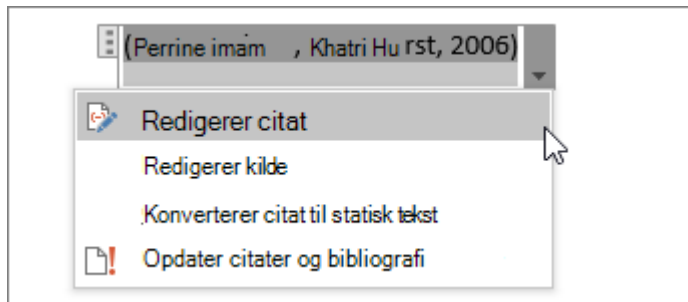 (Perrine imam , Khatri Hu rst, 2006)
Redigerer citat
Redigerer kilde
Konverterer citat til statisk tekst
Opdater citater og bibliografi